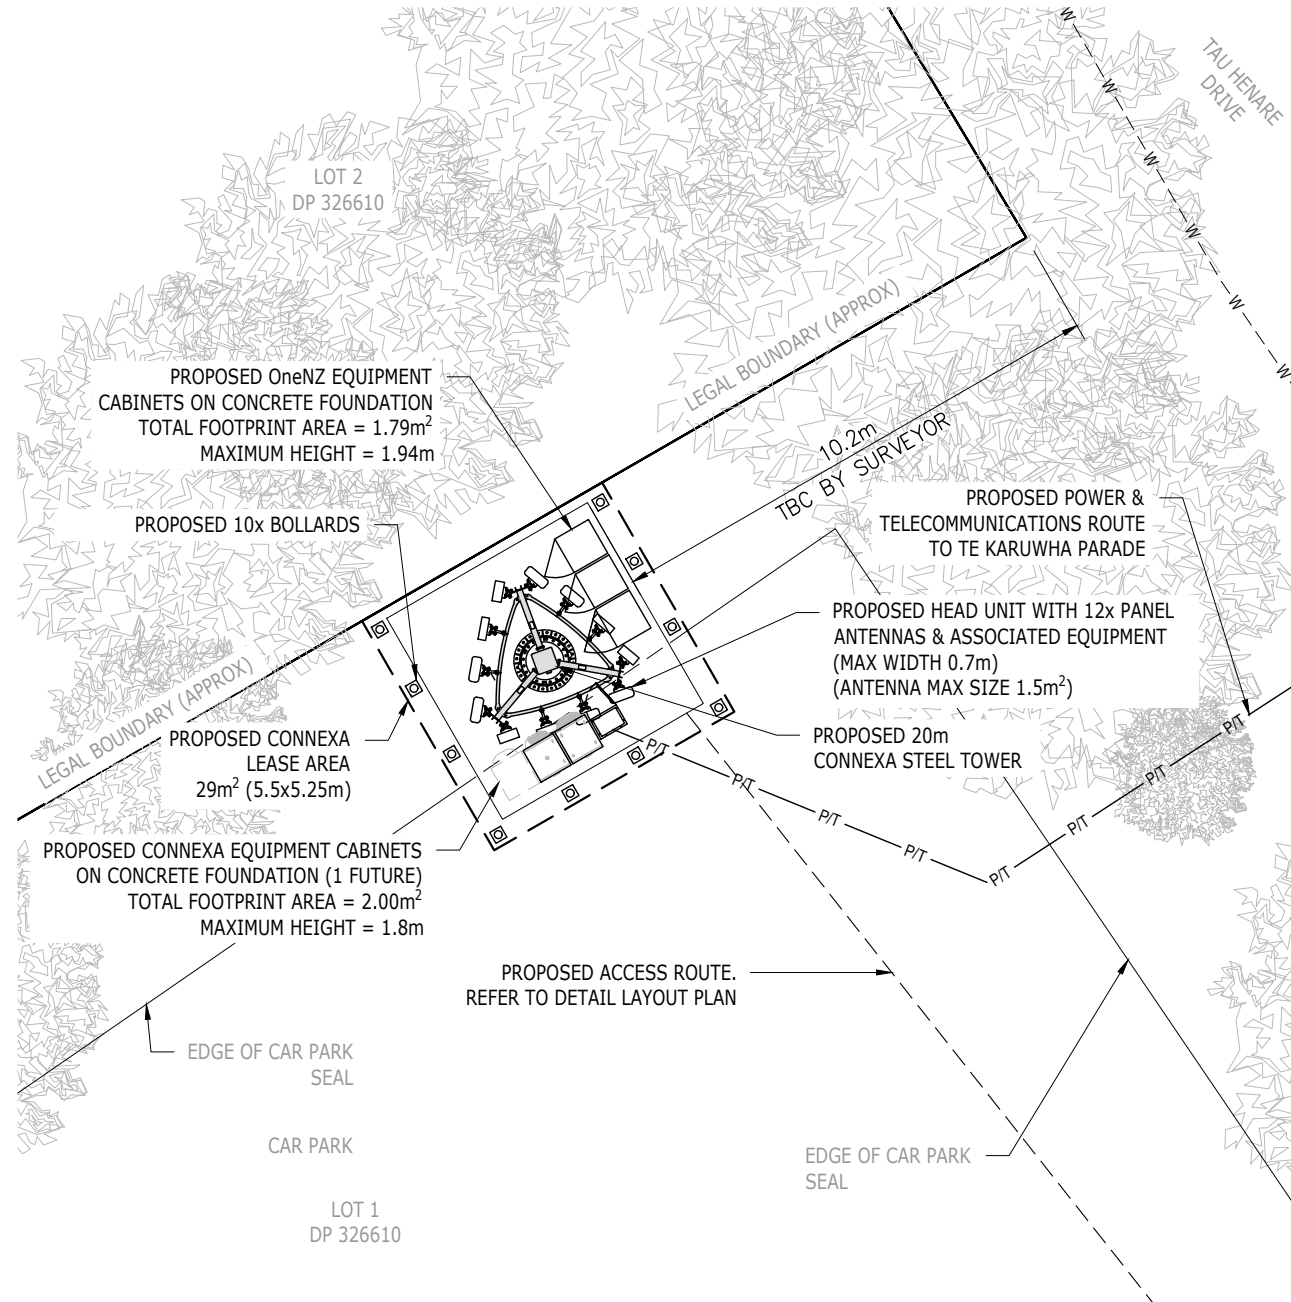 TAU HENARE
DRIVE
W
W
W
W
W
W
W
LOT 2
DP 326610
LEGAL BOUNDARY (APPROX)
10.2m
TBC BY SURVEYOR
PROPOSED OneNZ EQUIPMENT
CABINETS ON CONCRETE FOUNDATION
TOTAL FOOTPRINT AREA = 1.79m²
MAXIMUM HEIGHT = 1.94m
PROPOSED 10x BOLLARDS
PROPOSED POWER &
TELECOMMUNICATIONS ROUTE
TO TE KARUWHA PARADE
PROPOSED HEAD UNIT WITH 12x PANEL
ANTENNAS & ASSOCIATED EQUIPMENT
(MAX WIDTH 0.7m)
(ANTENNA MAX SIZE 1.5m²)
LEGAL BOUNDARY (APPROX)
PROPOSED CONNEXA
LEASE AREA
29m² (5.5x5.25m)
PROPOSED 20m
CONNEXA STEEL TOWER
P/T
P/T
P/T
P/T
P/T
P/T
P/T
P/T
PROPOSED CONNEXA EQUIPMENT CABINETS
ON CONCRETE FOUNDATION (1 FUTURE)
TOTAL FOOTPRINT AREA = 2.00m²
MAXIMUM HEIGHT = 1.8m
PROPOSED ACCESS ROUTE.
REFER TO DETAIL LAYOUT PLAN
EDGE OF CAR PARK
SEAL
CAR PARK
EDGE OF CAR PARK
SEAL
LOT 1
DP 326610